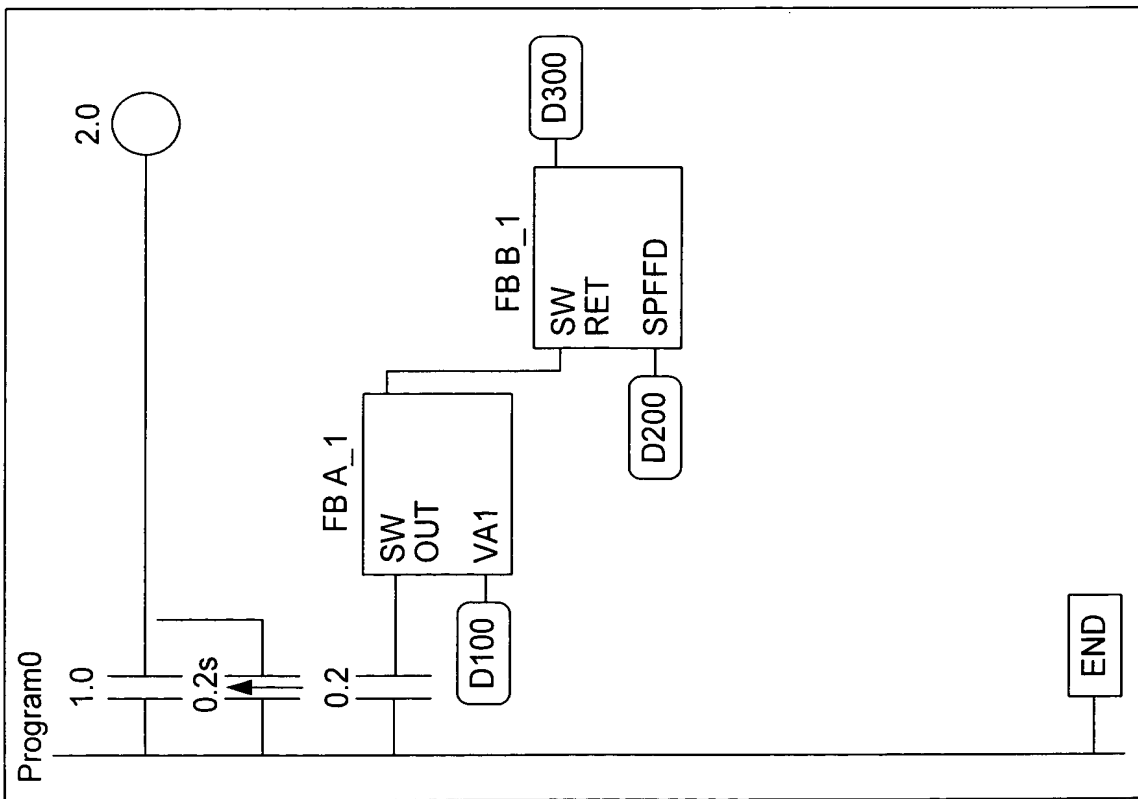 Program0
1.0
2.0
0.2s
0.2
FB A_1
SW
OUT
VA1
D100
FB B_1
SW
RET
SPFFD
D200
D300
END